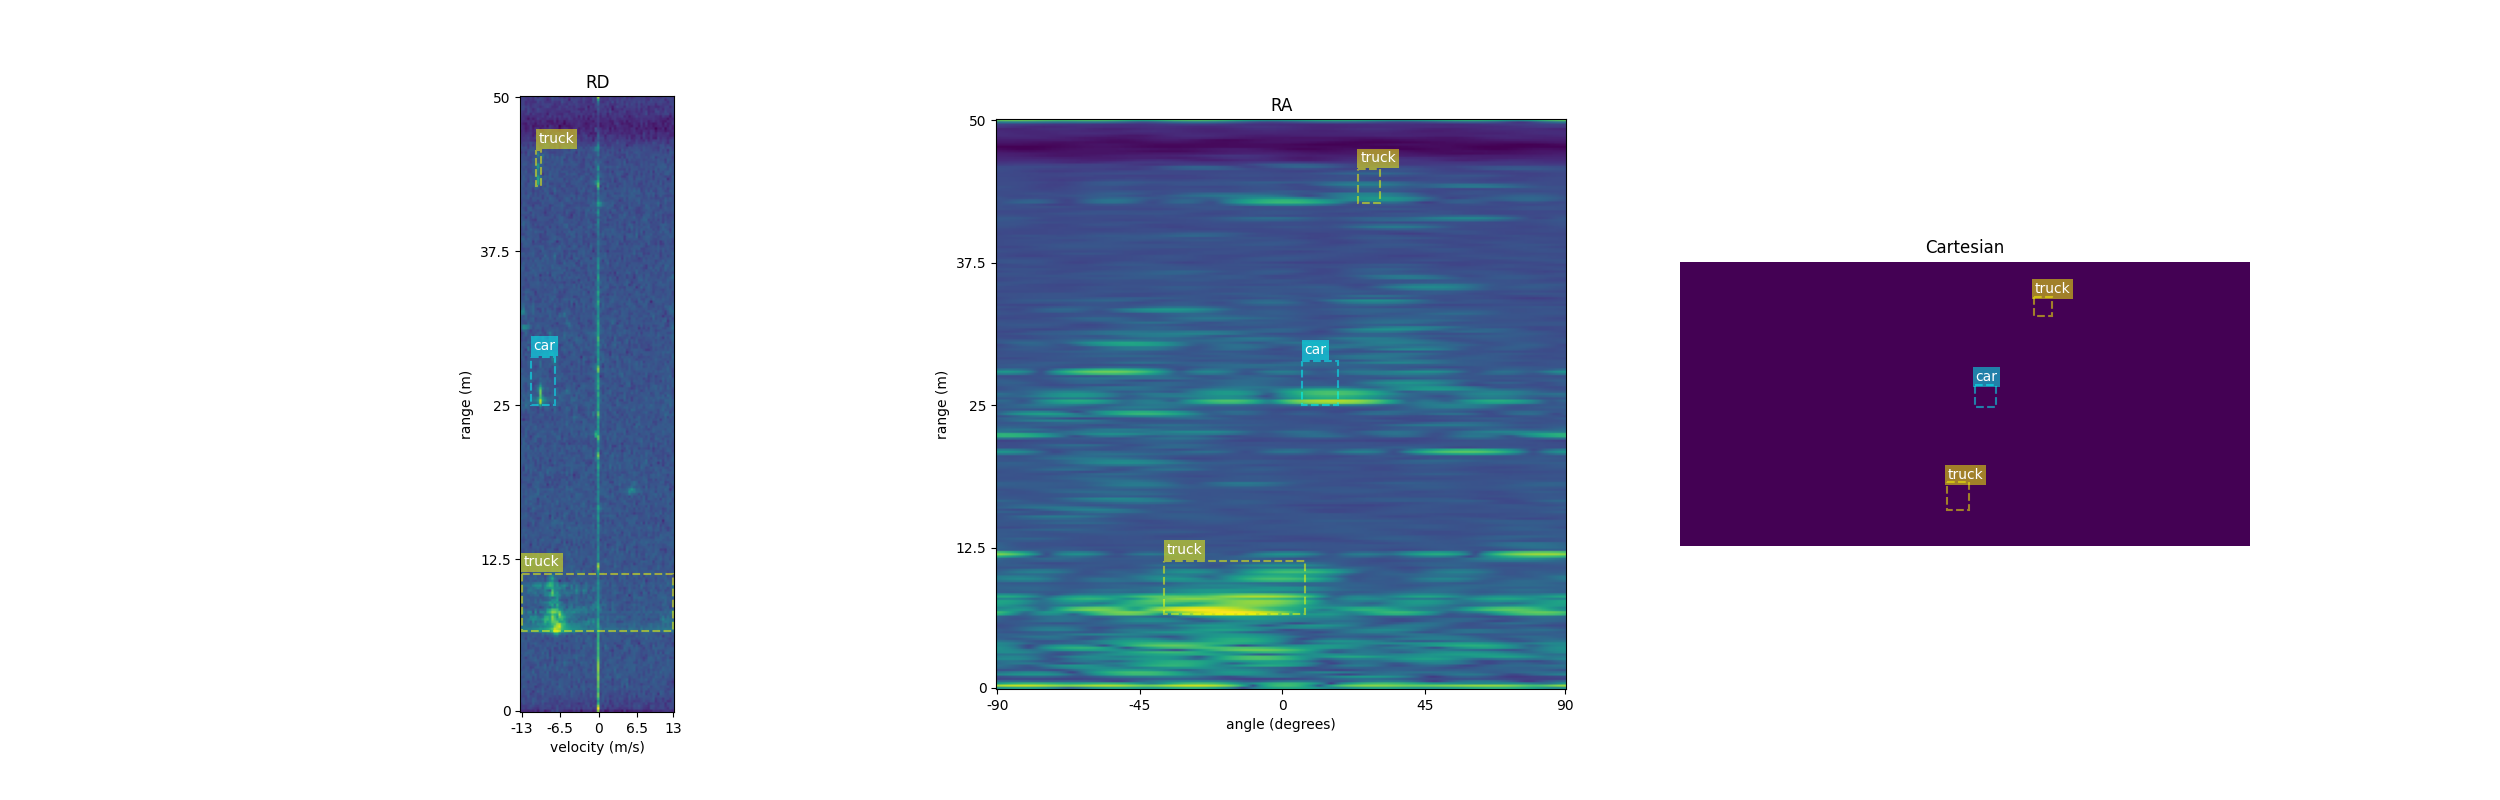 RD
50
37.5
25
12.5
0
range (m)
truck
car
truck
-13 -6.5 0 6.5 13
velocity (m/s)
RA
50
37.5
25
12.5
0
range (m)
truck
car
truck
-90 -45 0 45 90
angle (degrees)
Cartesian
truck
car
truck